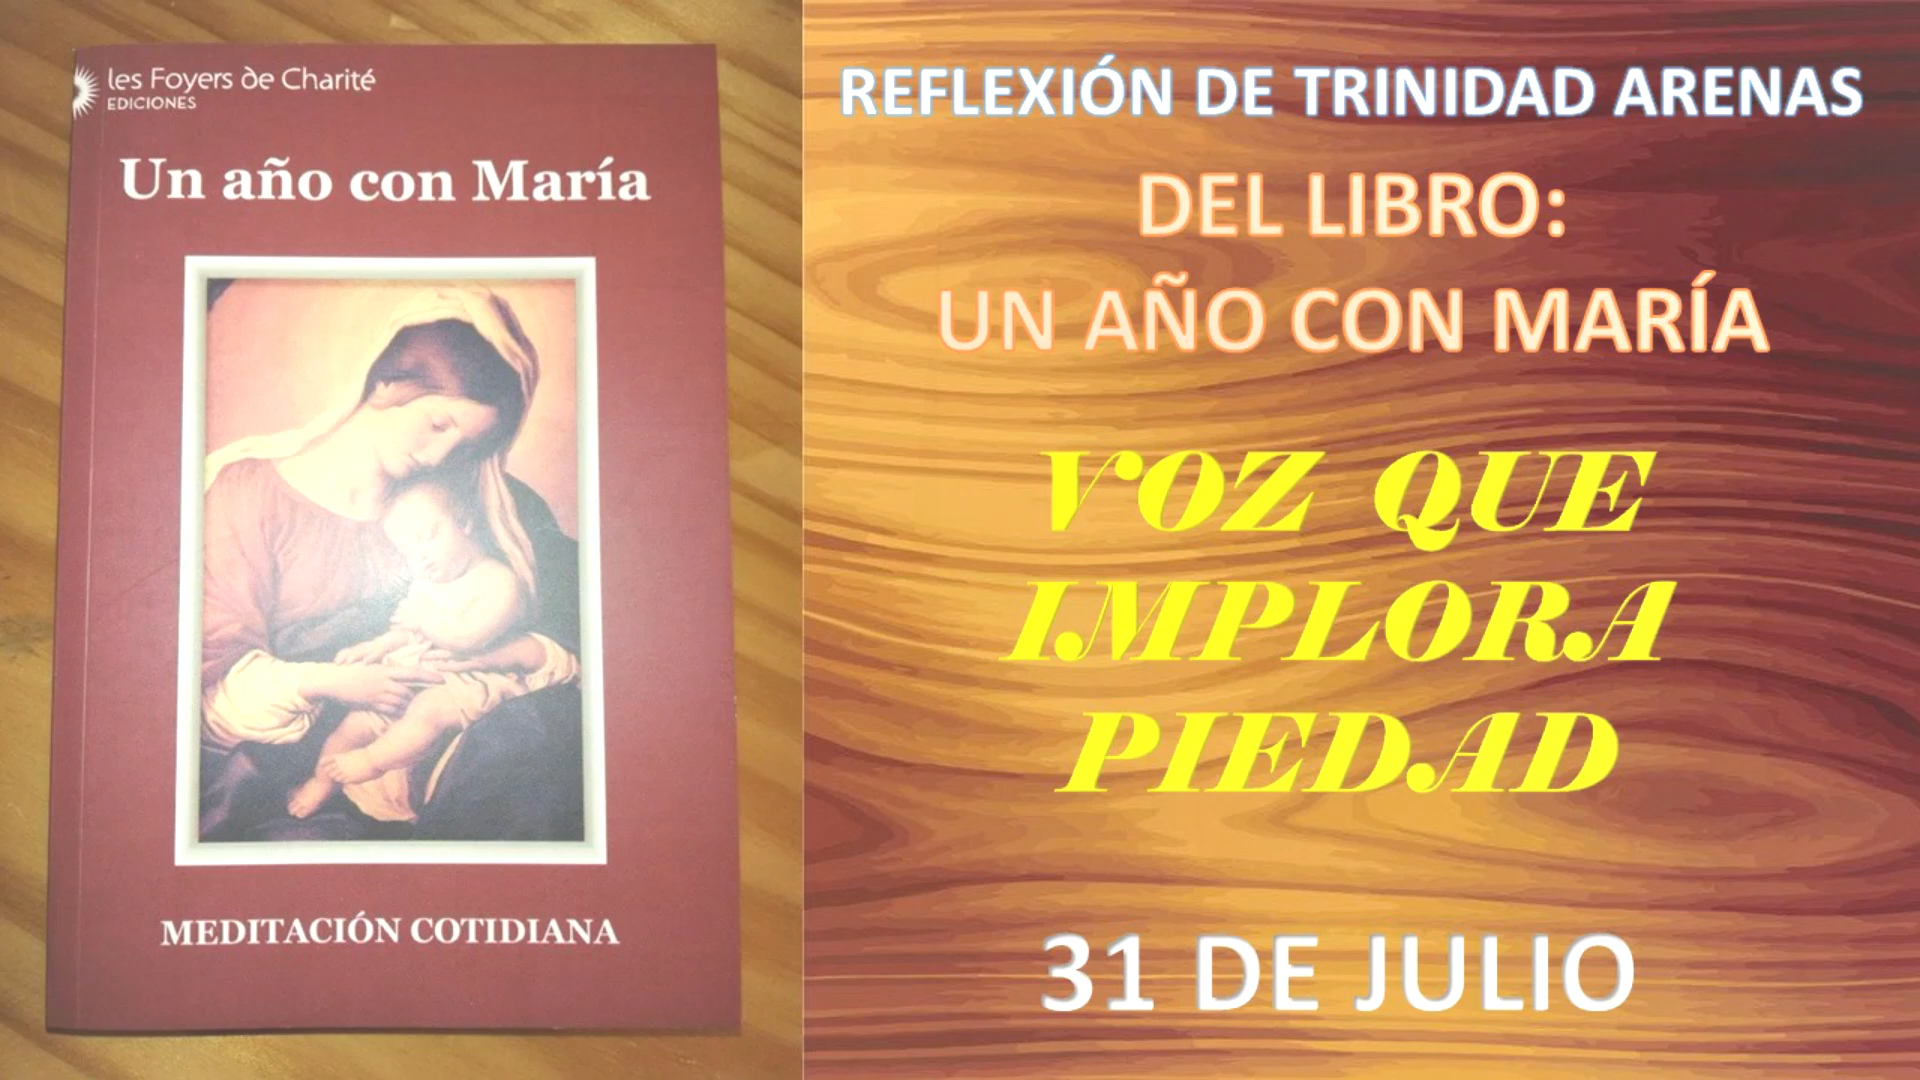 les Foyers de Charité
EDICIONES
Un año con María
MEDITACIÓN COTIDIANA
REFLEXIÓN DE TRINIDAD ARENAS
DEL LIBRO:
UN AÑO CON MARÍA
VOZ QUE
IMPLORA
PIEDAD
31 DE JULIO